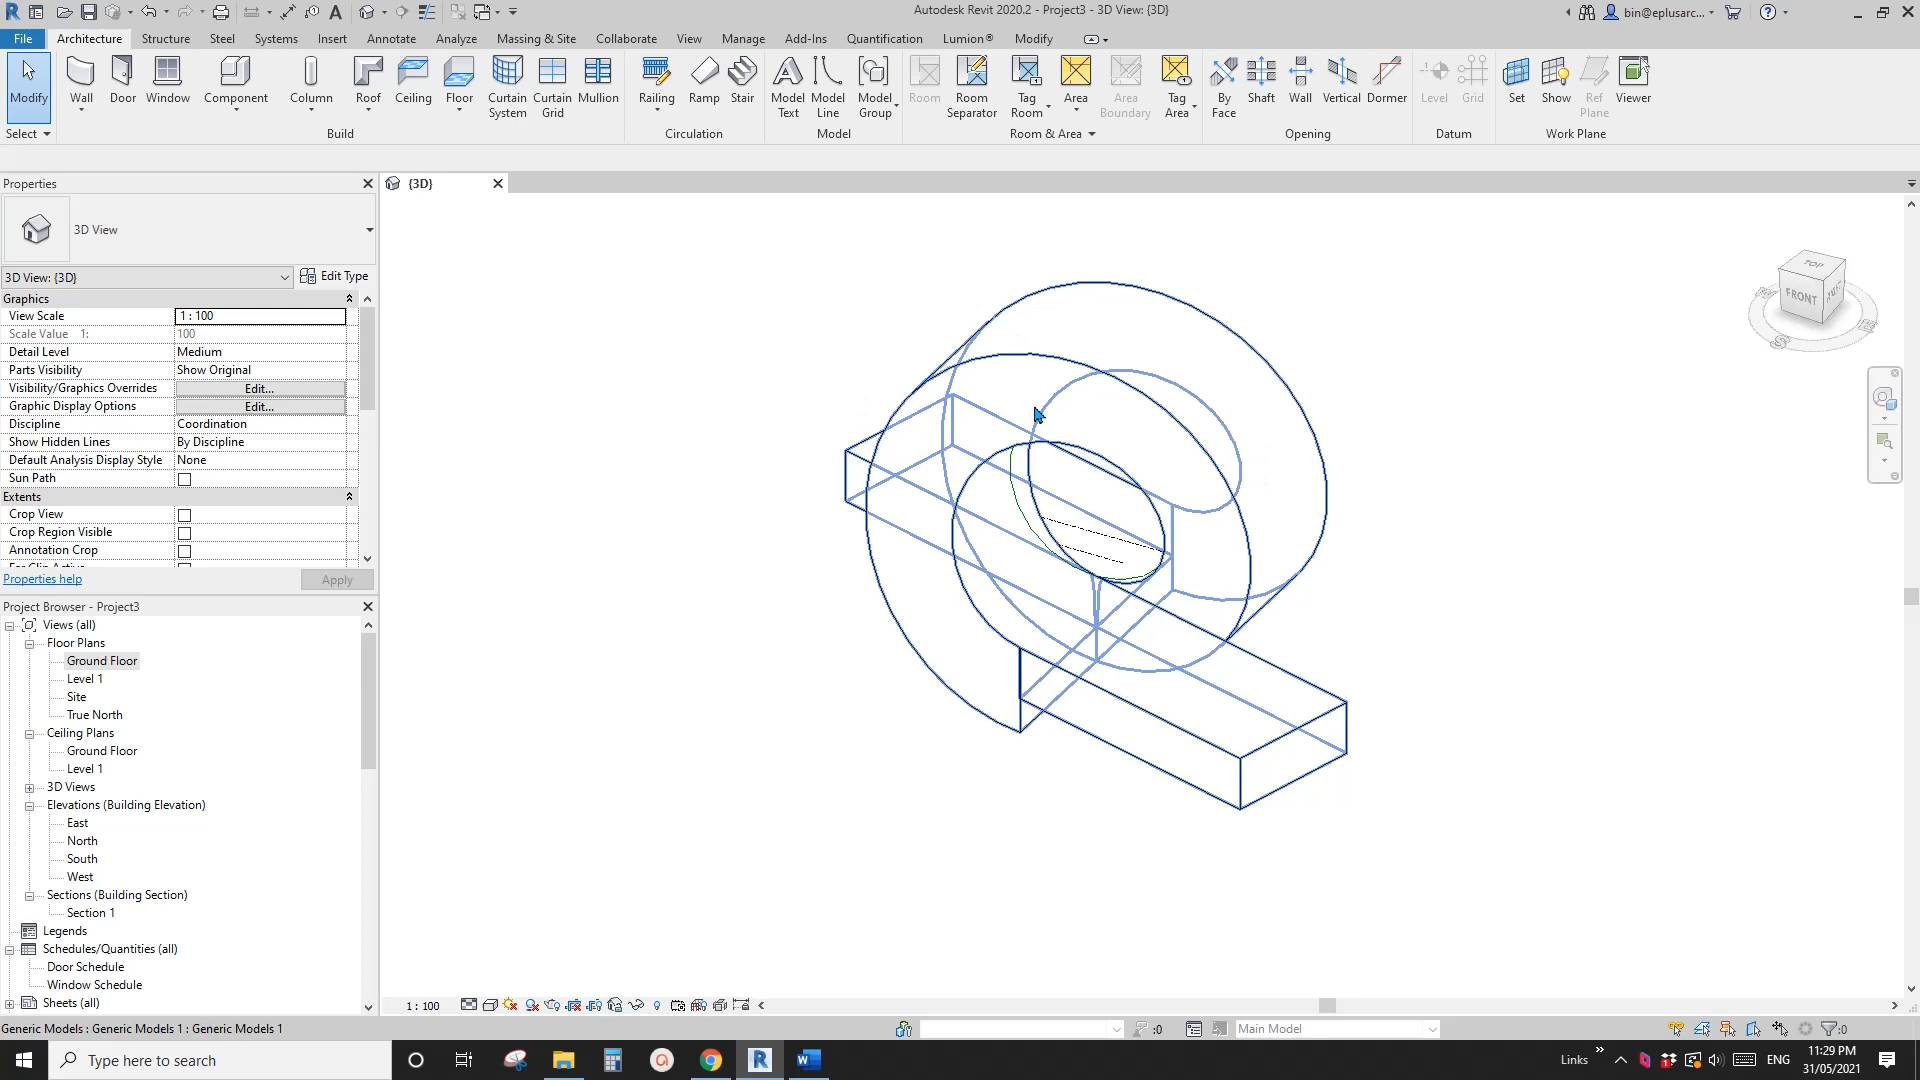 Autodesk Revit 2020.2 - Project3 - 3D View: {3D}
bin@eplusarc...
File Architecture Structure Steel Systems Insert Annotate Analyze Massing & Site Collaborate View Manage Add-Ins Quantification Lumion® Modify
Modify Wall Door Window Component Column Roof Ceiling Floor Curtain System Curtain Grid Mullion Railing Ramp Stair Model Text Model Line Model Group Room Room Separator Tag Room Area Area Boundary Tag Area By Face Shaft Wall Vertical Dormer Level Grid Set Show Ref Plane Viewer
Select Build Circulation Model Room & Area Opening Datum Work Plane
Properties
{3D}
3D View
3D View: {3D} Edit Type
Graphics
View Scale 1 : 100
Scale Value 1: 100
Detail Level Medium
Parts Visibility Show Original
Visibility/Graphics Overrides Edit...
Graphic Display Options Edit...
Discipline Coordination
Show Hidden Lines By Discipline
Default Analysis Display Style None
Sun Path
Extents
Crop View
Crop Region Visible
Annotation Crop
Properties help Apply
TOP
FRONT
S
E
Project Browser - Project3
Views (all)
Floor Plans
Ground Floor
Level 1
Site
True North
Ceiling Plans
Ground Floor
Level 1
3D Views
Elevations (Building Elevation)
East
North
South
West
Sections (Building Section)
Section 1
Legends
Schedules/Quantities (all)
Door Schedule
Window Schedule
Sheets (all)
1 : 100
Generic Models : Generic Models 1 : Generic Models 1
:0
Main Model
:0
Type here to search
Links
ENG
11:29 PM
31/05/2021